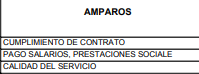 AMPAROS
CUMPLIMIENTO DE CONTRATO
PAGO SALARIOS, PRESTACIONES SOCIALE
CALIDAD DEL SERVICIO